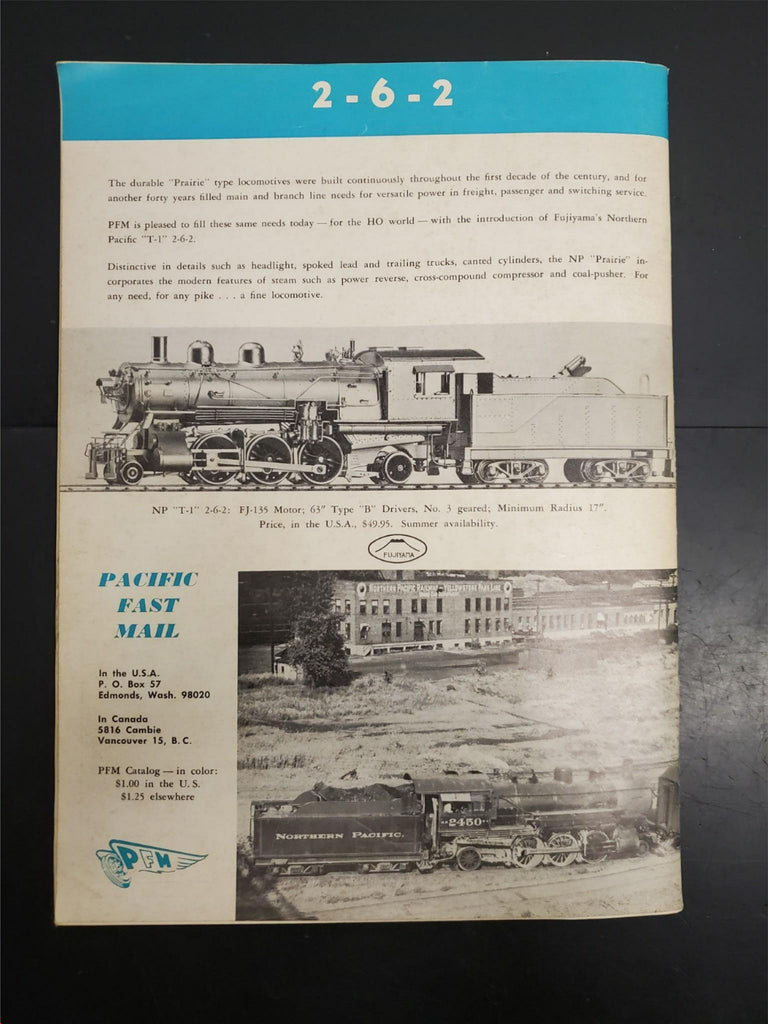 2-6-2
The durable "Prairie" type locomotives were built continuously throughout the first decade of the century, and for
another forty years filled main and branch line needs for versatile power in freight, passenger and switching service.
PFM is pleased to fill these same needs today — for the HO world — with the introduction of Fujiyama's Northern
Pacific "T-1" 2-6-2.
Distinctive in details such as headlight, spoked lead and trailing trucks, canted cylinders, the NP "Prairie" in-
corporates the modern features of steam such as power reverse, cross-compound compressor and coal-pusher. For
any need, for any pike . . . a fine locomotive.
NP "T-1" 2-6-2: FJ-135 Motor; 63" Type "B" Drivers, No. 3 geared; Minimum Radius 17".
Price, in the U.S.A., $49.95. Summer availability.
FUJIYAMA
PACIFIC
FAST
MAIL
In the U.S.A.
P. O. Box 57
Edmonds, Wash. 98020
In Canada
5816 Cambie
Vancouver 15, B. C.
PFM Catalog — in color:
$1.00 in the U. S.
$1.25 elsewhere
PFM
NORTHERN PACIFIC RAILWAY YELLOWSTONE PARK LINE
NORTHERN PACIFIC.
2450